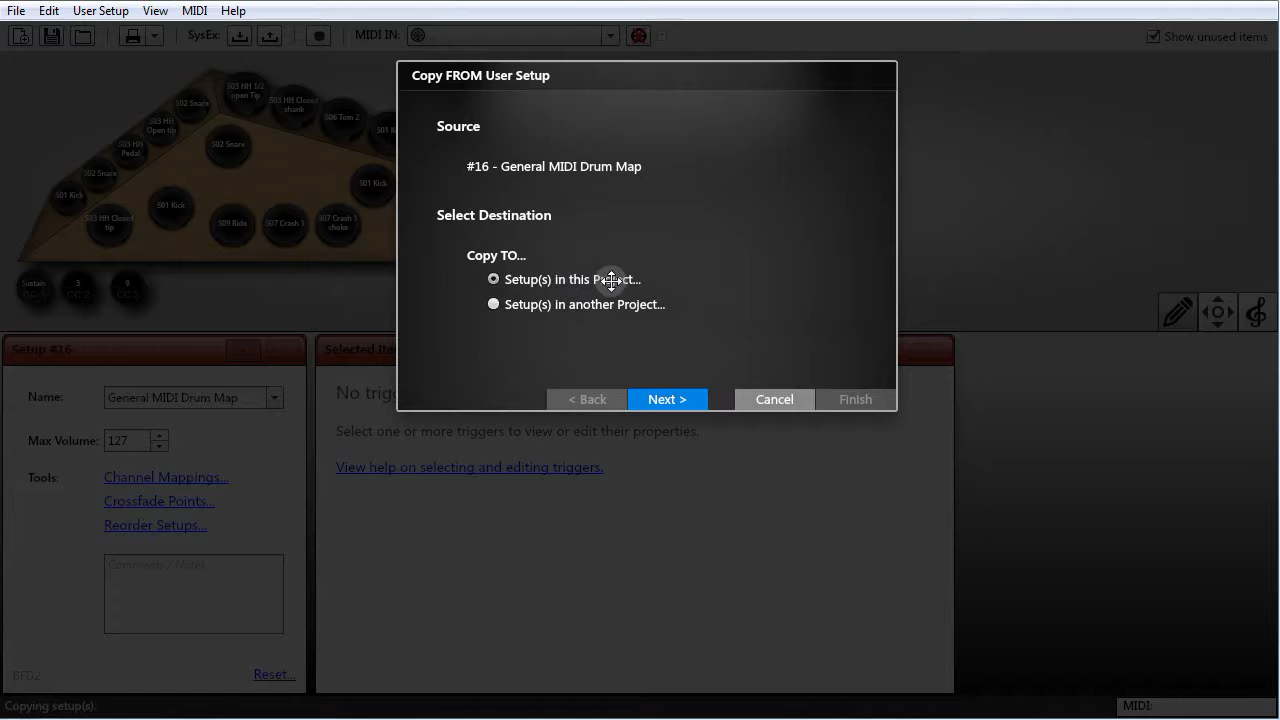 File Edit User Setup View MIDI Help
SysEx: MIDI IN: Show unused items
S03 HH 1/2 open Tip
S03 HH Closed shank
S02 Snare
S06 Tom 2
S03 HH Open tip
S02 Snare
S03 HH Pedal
S02 Snare
S01 Kick
S01 Kick
S01 Kick
S03 HH Closed tip
S09 Ride
S07 Crash 1
S07 Crash 1 choke
Sustain
3
9
Copy FROM User Setup
Source
#16 - General MIDI Drum Map
Select Destination
Copy TO...
Setup(s) in this Project...
Setup(s) in another Project...
< Back Next > Cancel Finish
Setup #16
Name: General MIDI Drum Map
Max Volume: 127
Tools: Channel Mappings...
Crossfade Points...
Reorder Setups...
Comments / Notes
BFD2 Reset...
Selected Ite
No trigg
Select one or more triggers to view or edit their properties.
View help on selecting and editing triggers.
Copying setup(s). MIDI: